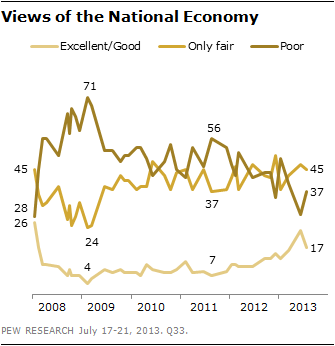 Views of the National Economy
Excellent/Good Only fair Poor
71
56
45 45
37
37
28
26 24
17
4 7
2008 2009 2010 2011 2012 2013
PEW RESEARCH July 17-21, 2013. Q33.